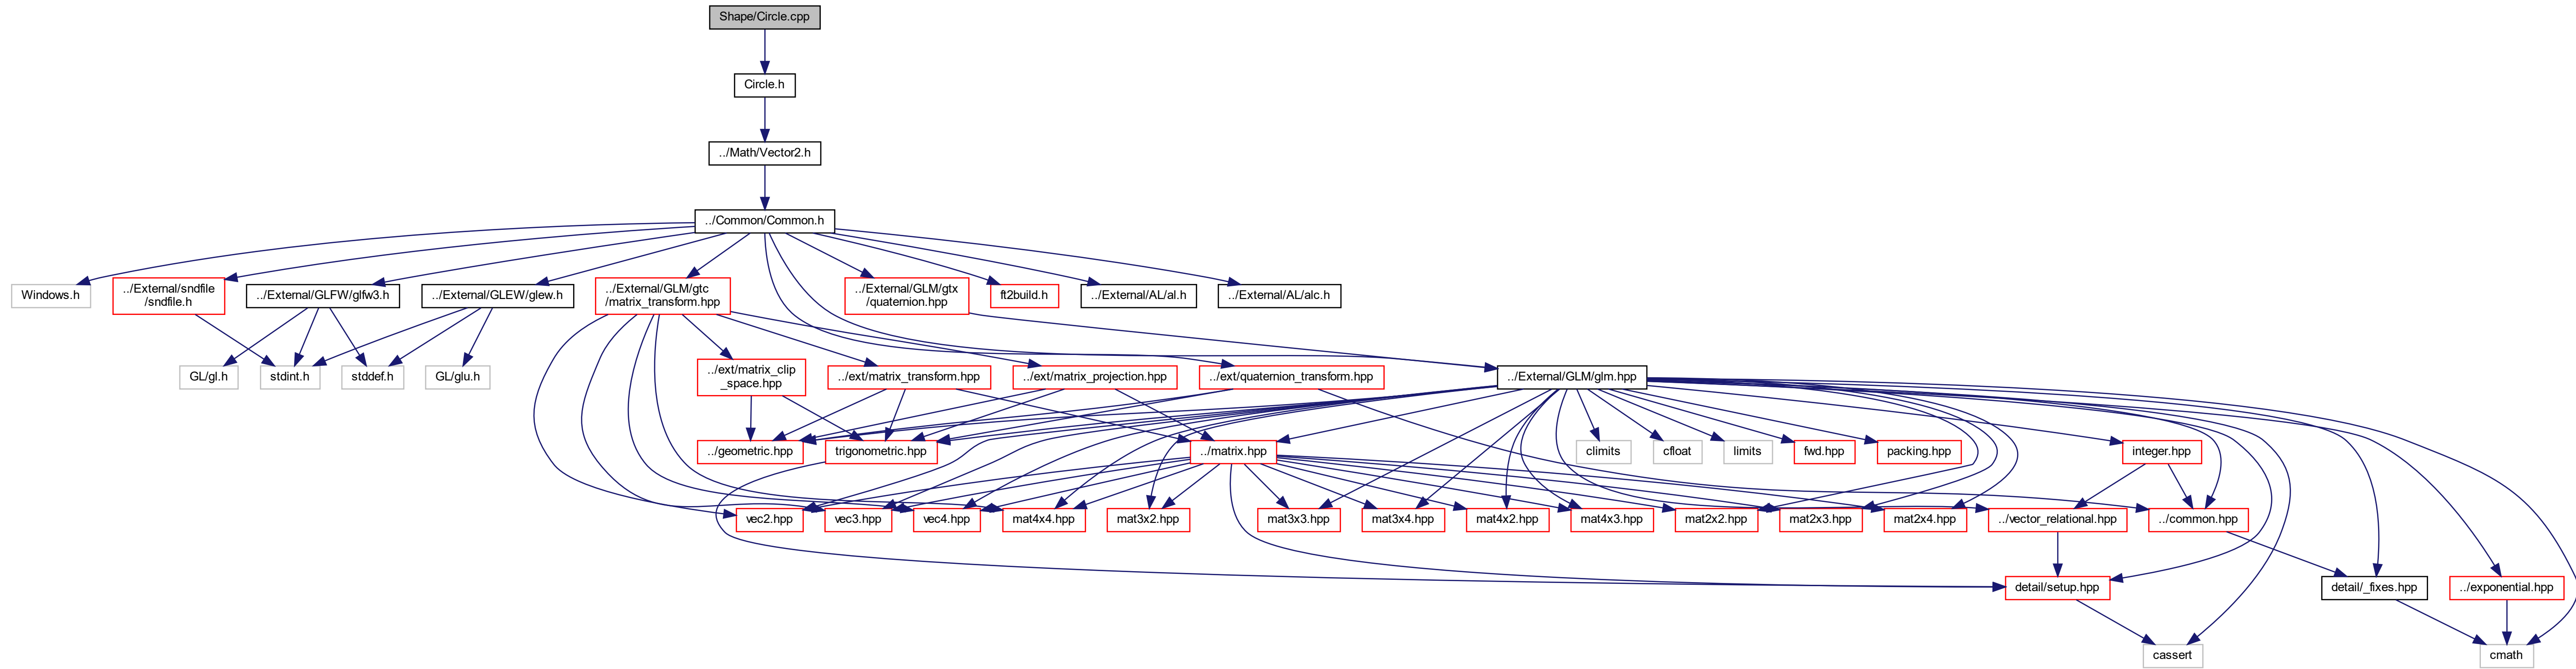 Shape/Circle.cpp
Circle.h
../Math/Vector2.h
../Common/Common.h
Windows.h
../External/sndfile
/sndfile.h
../External/GLFW/glfw3.h
../External/GLEW/glew.h
../External/GLM/gtc
/matrix_transform.hpp
../External/GLM/gtx
/quaternion.hpp
ft2build.h
../External/AL/al.h
../External/AL/alc.h
GL/gl.h
stdint.h
stddef.h
GL/glu.h
../ext/matrix_clip
_space.hpp
../ext/matrix_transform.hpp
../ext/matrix_projection.hpp
../ext/quaternion_transform.hpp
../External/GLM/glm.hpp
../geometric.hpp
trigonometric.hpp
../matrix.hpp
climits
cfloat
limits
fwd.hpp
packing.hpp
integer.hpp
vec2.hpp
vec3.hpp
vec4.hpp
mat4x4.hpp
mat3x2.hpp
mat3x3.hpp
mat3x4.hpp
mat4x2.hpp
mat4x3.hpp
mat2x2.hpp
mat2x3.hpp
mat2x4.hpp
../vector_relational.hpp
../common.hpp
detail/setup.hpp
detail/_fixes.hpp
../exponential.hpp
cassert
cmath